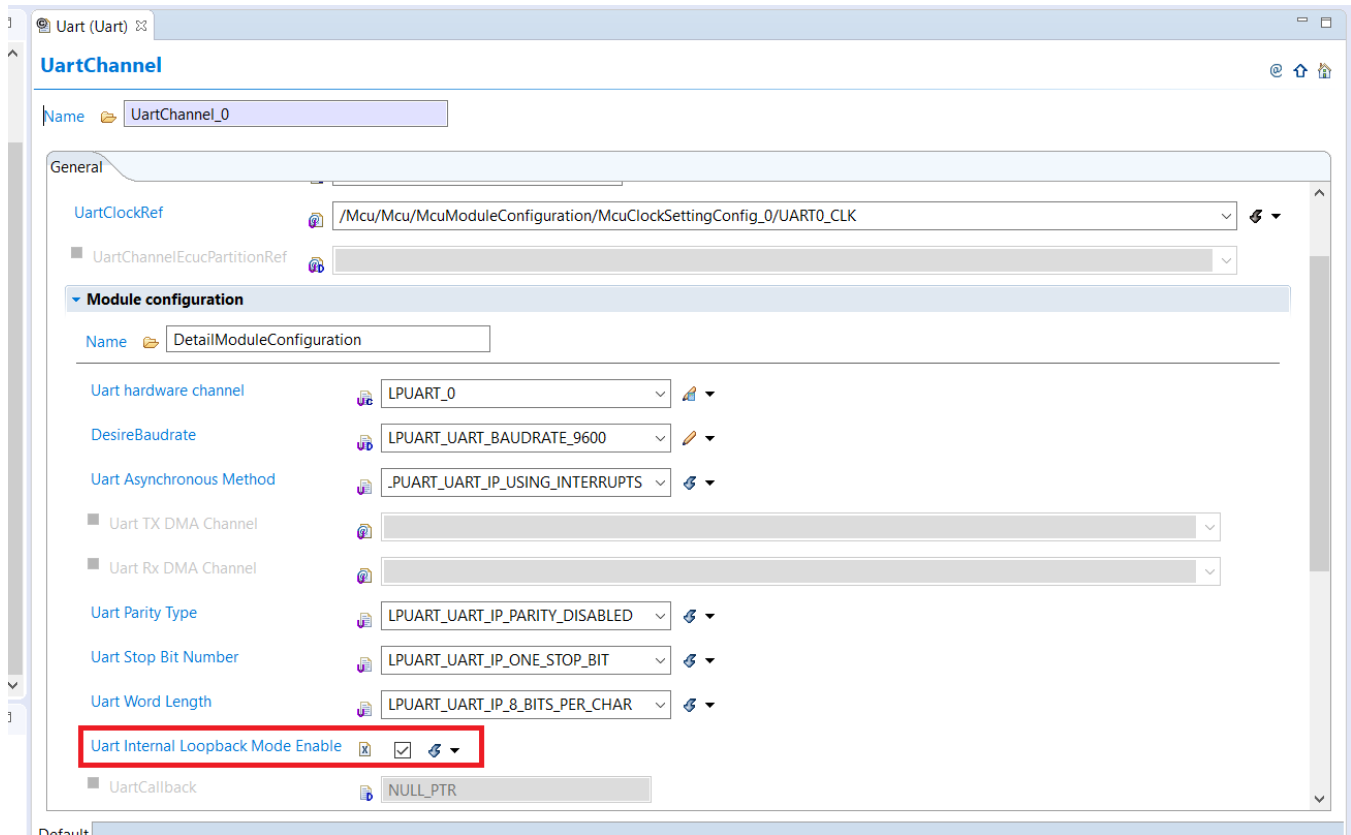 Uart (Uart)
UartChannel
Name UartChannel_0
General
UartClockRef /Mcu/Mcu/McuModuleConfiguration/McuClockSettingConfig_0/UART0_CLK
UartChannelEcucPartitionRef
Module configuration
Name DetailModuleConfiguration
Uart hardware channel LPUART_0
DesireBaudrate LPUART_UART_BAUDRATE_9600
Uart Asynchronous Method _PUART_UART_IP_USING_INTERRUPTS
Uart TX DMA Channel
Uart Rx DMA Channel
Uart Parity Type LPUART_UART_IP_PARITY_DISABLED
Uart Stop Bit Number LPUART_UART_IP_ONE_STOP_BIT
Uart Word Length LPUART_UART_IP_8_BITS_PER_CHAR
Uart Internal Loopback Mode Enable
UartCallback NULL_PTR
Default